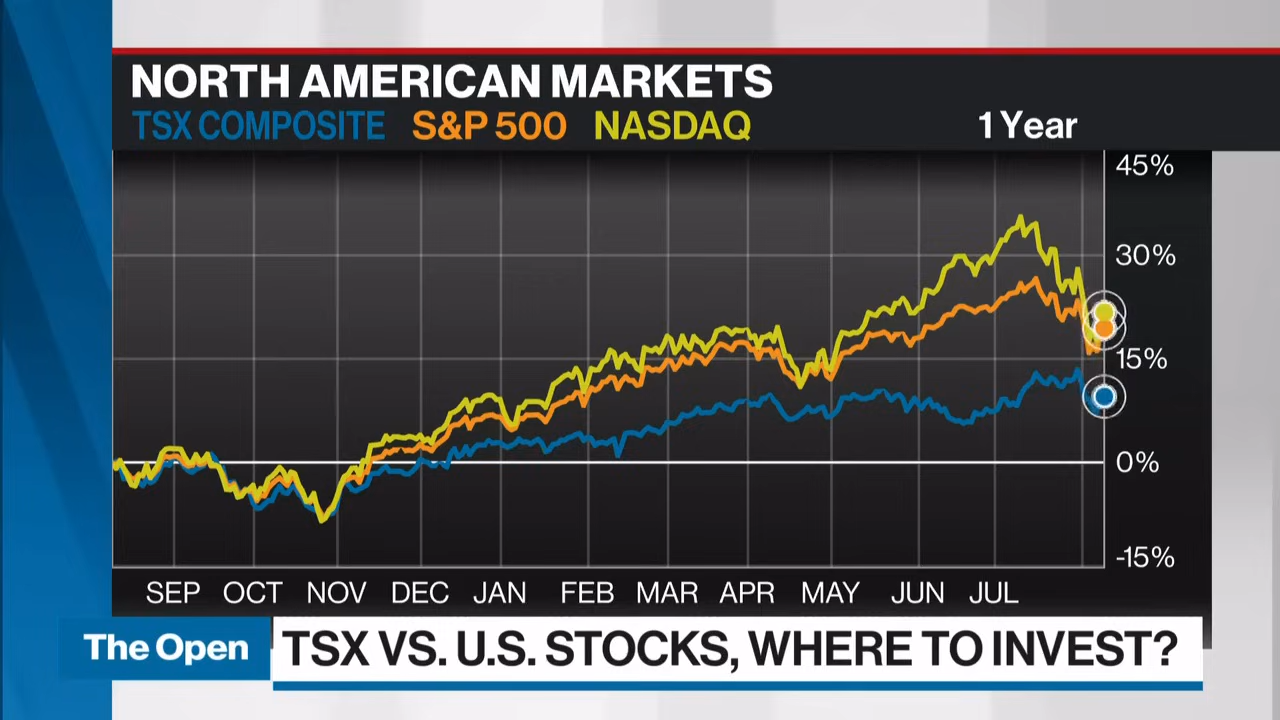 NORTH AMERICAN MARKETS
TSX COMPOSITE S&P 500 NASDAQ 1 Year
45%
30%
15%
0%
-15%
SEP OCT NOV DEC JAN FEB MAR APR MAY JUN JUL
The Open TSX VS. U.S. STOCKS, WHERE TO INVEST?